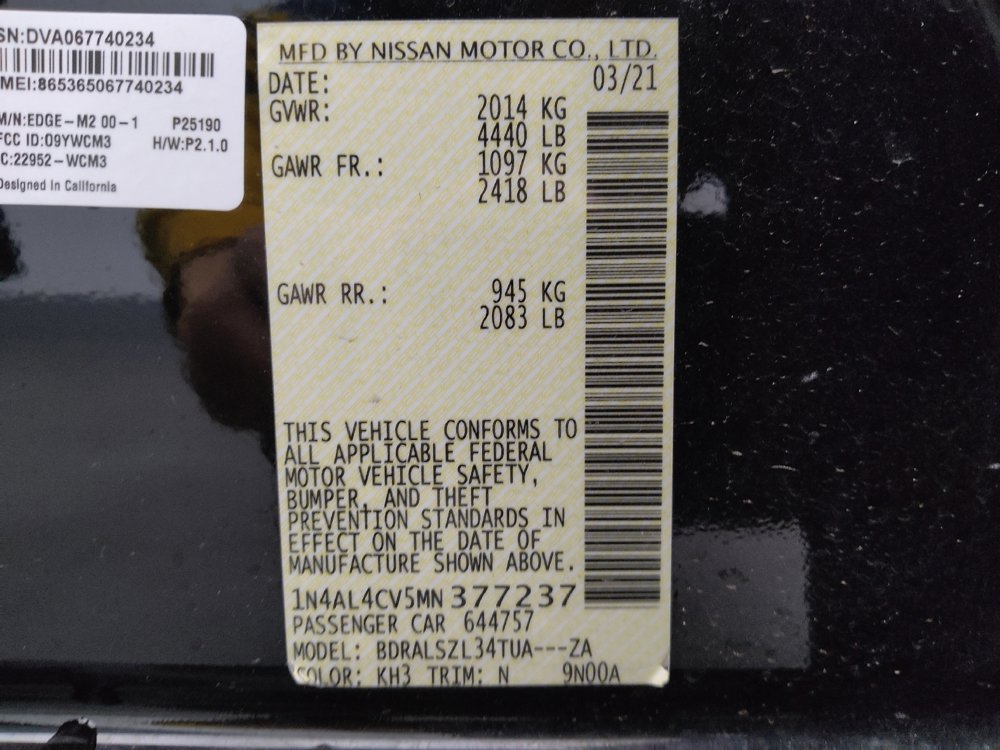 SN:DVA067740234
IMEI:865365067740234
M/N:EDGE-M2 00-1 P25190
FCC ID:O9YWCM3 H/W:P2.1.0
IC:22952-WCM3
Designed in California
MFD BY NISSAN MOTOR CO., LTD.
DATE: 03/21
GVWR: 2014 KG
4440 LB
GAWR FR.: 1097 KG
2418 LB
GAWR RR.: 945 KG
2083 LB
THIS VEHICLE CONFORMS TO
ALL APPLICABLE FEDERAL
MOTOR VEHICLE SAFETY,
BUMPER, AND THEFT
PREVENTION STANDARDS IN
EFFECT ON THE DATE OF
MANUFACTURE SHOWN ABOVE.
1N4AL4CV5MN 377237
PASSENGER CAR 644757
MODEL: BDRALSZL34TUA---ZA
COLOR: KH3 TRIM: N 9N00A